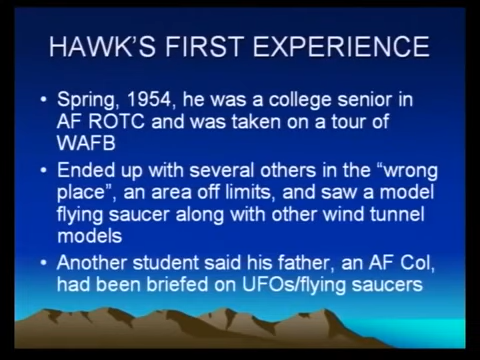 HAWK'S FIRST EXPERIENCE
• Spring, 1954, he was a college senior in
AF ROTC and was taken on a tour of
WAFB
• Ended up with several others in the “wrong
place”, an area off limits, and saw a model
flying saucer along with other wind tunnel
models
• Another student said his father, an AF Col,
had been briefed on UFOs/flying saucers